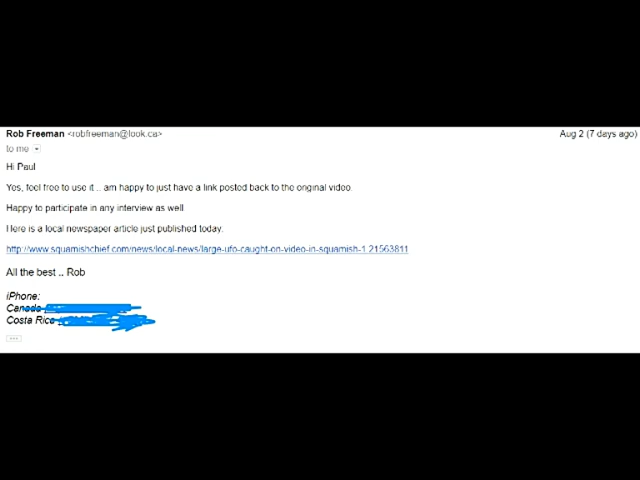 Rob Freeman <robfreeman@look.ca> Aug 2 (7 days ago)
to me
Hi Paul
Yes, feel free to use it .. am happy to just have a link posted back to the original video.
Happy to participate in any interview as well
Here is a local newspaper article just published today.
http://www.squamishchief.com/news/local-news/large-ufo-caught-on-video-in-squamish-1.21563811
All the best .. Rob
iPhone:
Canada
Costa Rica